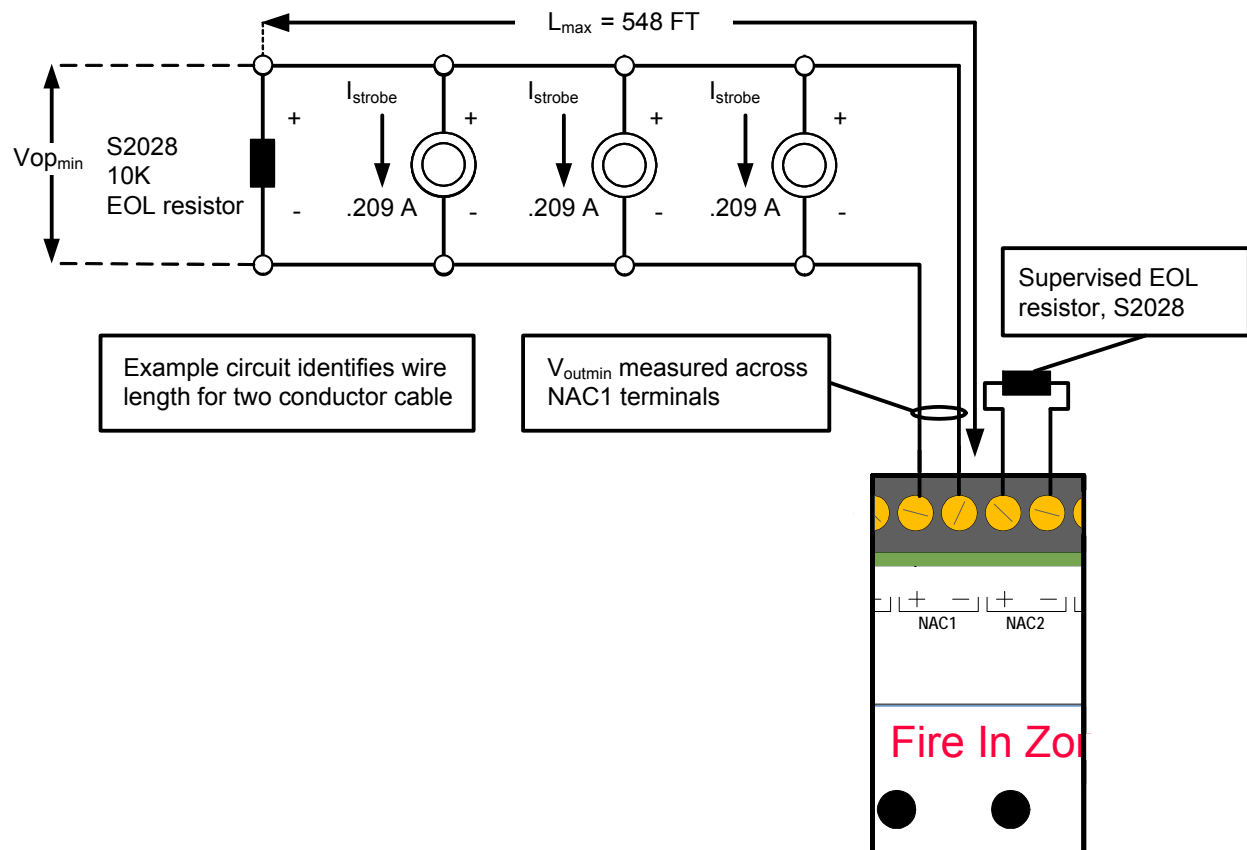 Lmax = 548 FT
Vopmin
S2028
10K
EOL resistor
+
-
Istrobe
.209 A
+
-
Istrobe
.209 A
+
-
Istrobe
.209 A
+
-
Supervised EOL
resistor, S2028
Example circuit identifies wire
length for two conductor cable
Voutmin measured across
NAC1 terminals
+ − + −
NAC1 NAC2
Fire In Zo